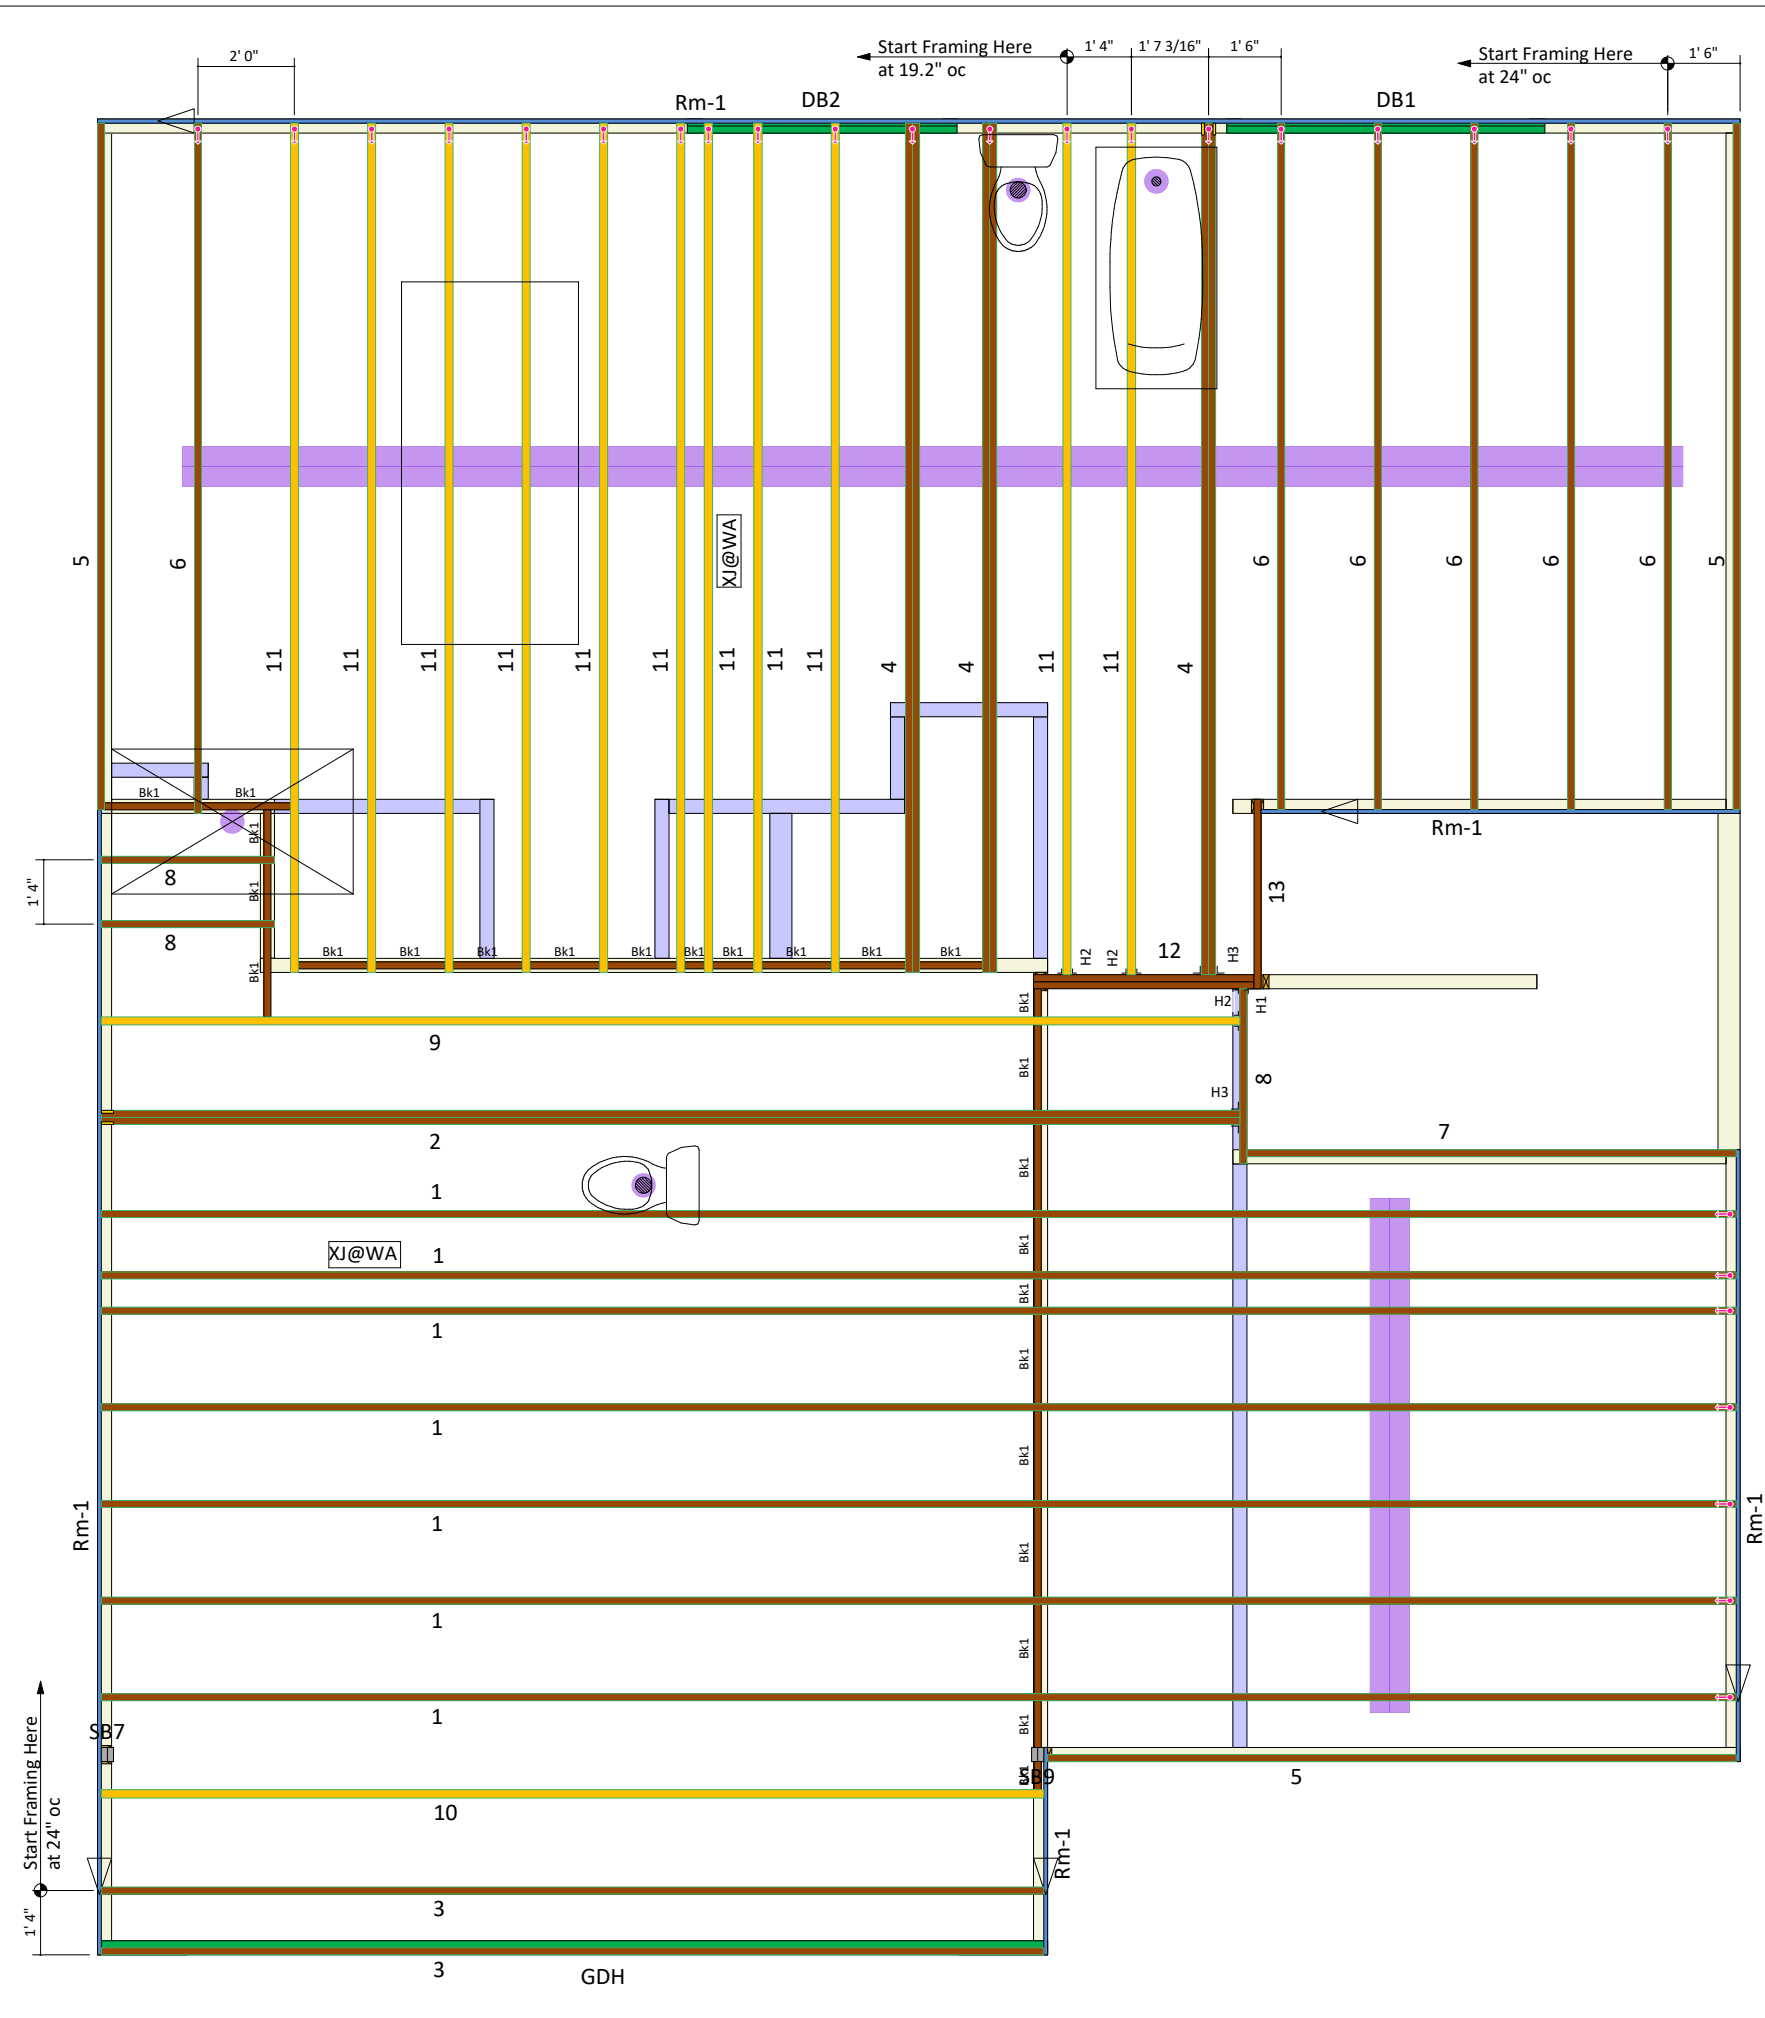 2' 0"
Start Framing Here
at 19.2" oc
1' 4"
1' 7 3/16"
1' 6"
Start Framing Here
at 24" oc
1' 6"
Rm-1
DB2
DB1
XJ@WA
5
6
6
6
6
6
6
5
11
11
11
11
11
11
11
11
11
4
4
11
11
4
Bk1
Bk1
Rm-1
Bk1
Bk1
Bk1
1' 4"
8
8
13
Bk1
Bk1
Bk1
Bk1
Bk1
Bk1
Bk1
Bk1
Bk1
Bk1
H2
H2
12
H3
Bk1
H2
H1
9
Bk1
H3
8
2
7
1
Bk1
XJ@WA
1
Bk1
Bk1
1
Bk1
1
Bk1
Rm-1
1
Bk1
Rm-1
1
Bk1
1
Bk1
SB7
Bk1
SB9
5
Start Framing Here
at 24" oc
10
Rm-1
1' 4"
3
3
GDH